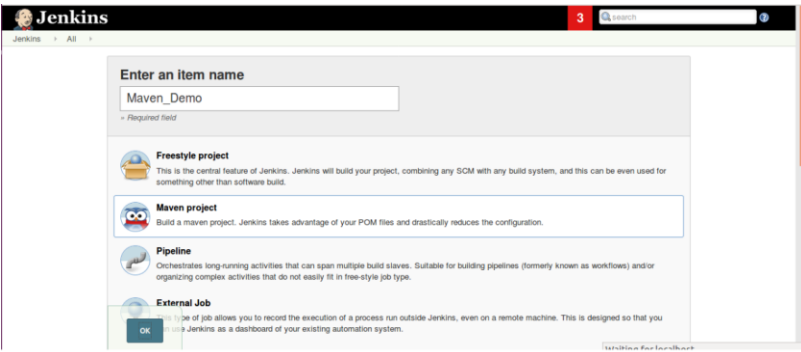 Jenkins
3
search
Jenkins › All ›
Enter an item name
Maven_Demo
» Required field
Freestyle project
This is the central feature of Jenkins. Jenkins will build your project, combining any SCM with any build system, and this can be even used for
something other than software build.
Maven project
Build a maven project. Jenkins takes advantage of your POM files and drastically reduces the configuration.
Pipeline
Orchestrates long-running activities that can span multiple build slaves. Suitable for building pipelines (formerly known as workflows) and/or
organizing complex activities that do not easily fit in free-style job type.
External Job
This type of job allows you to record the execution of a process run outside Jenkins, even on a remote machine. This is designed so that you
can use Jenkins as a dashboard of your existing automation system.
OK
Waiting for localhost